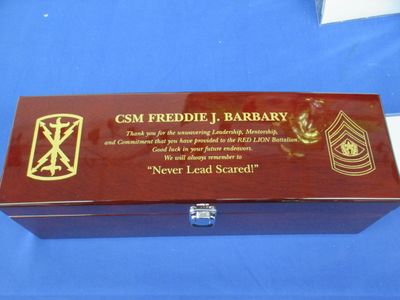 CSM FREDDIE J. BARBARY
Thank you for the unwavering Leadership, Mentorship,
and Commitment that you have provided to the RED LION Battalion.
Good luck in your future endeavors.
We will always remember to
"Never Lead Scared!"